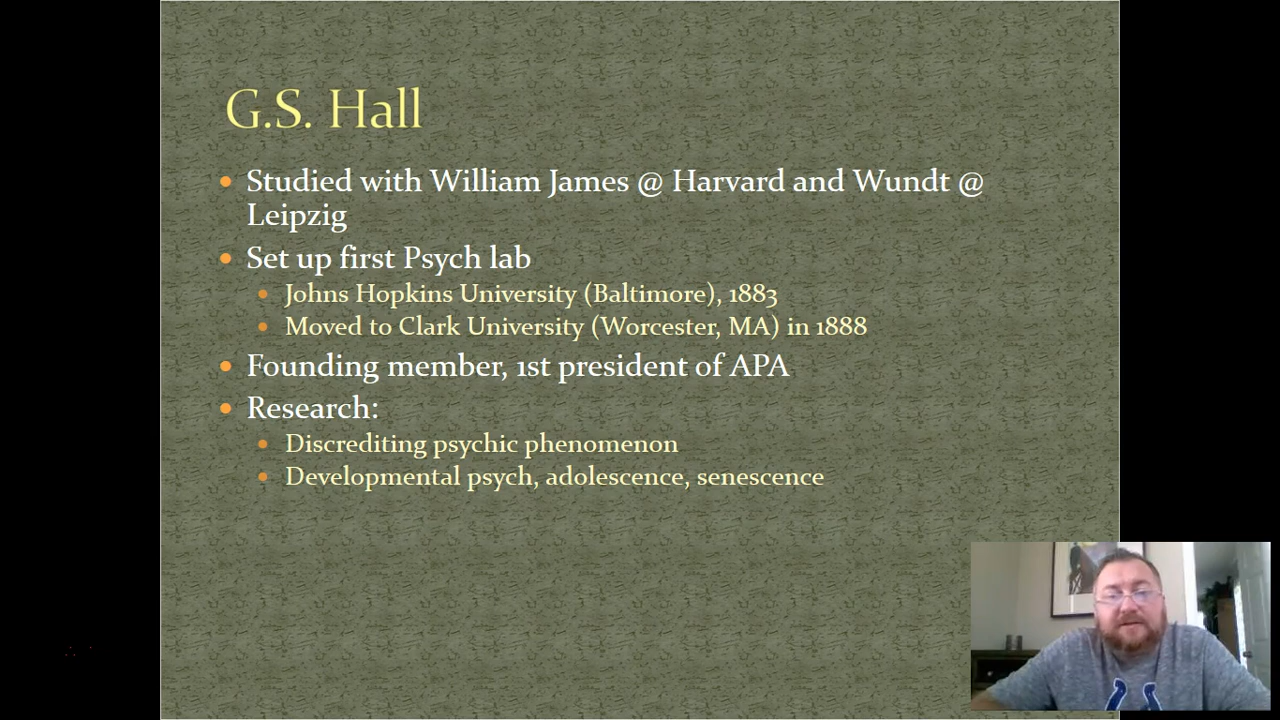 G.S. Hall
• Studied with William James @ Harvard and Wundt @
Leipzig
• Set up first Psych lab
• Johns Hopkins University (Baltimore), 1883
• Moved to Clark University (Worcester, MA) in 1888
• Founding member, 1st president of APA
• Research:
• Discrediting psychic phenomenon
• Developmental psych, adolescence, senescence